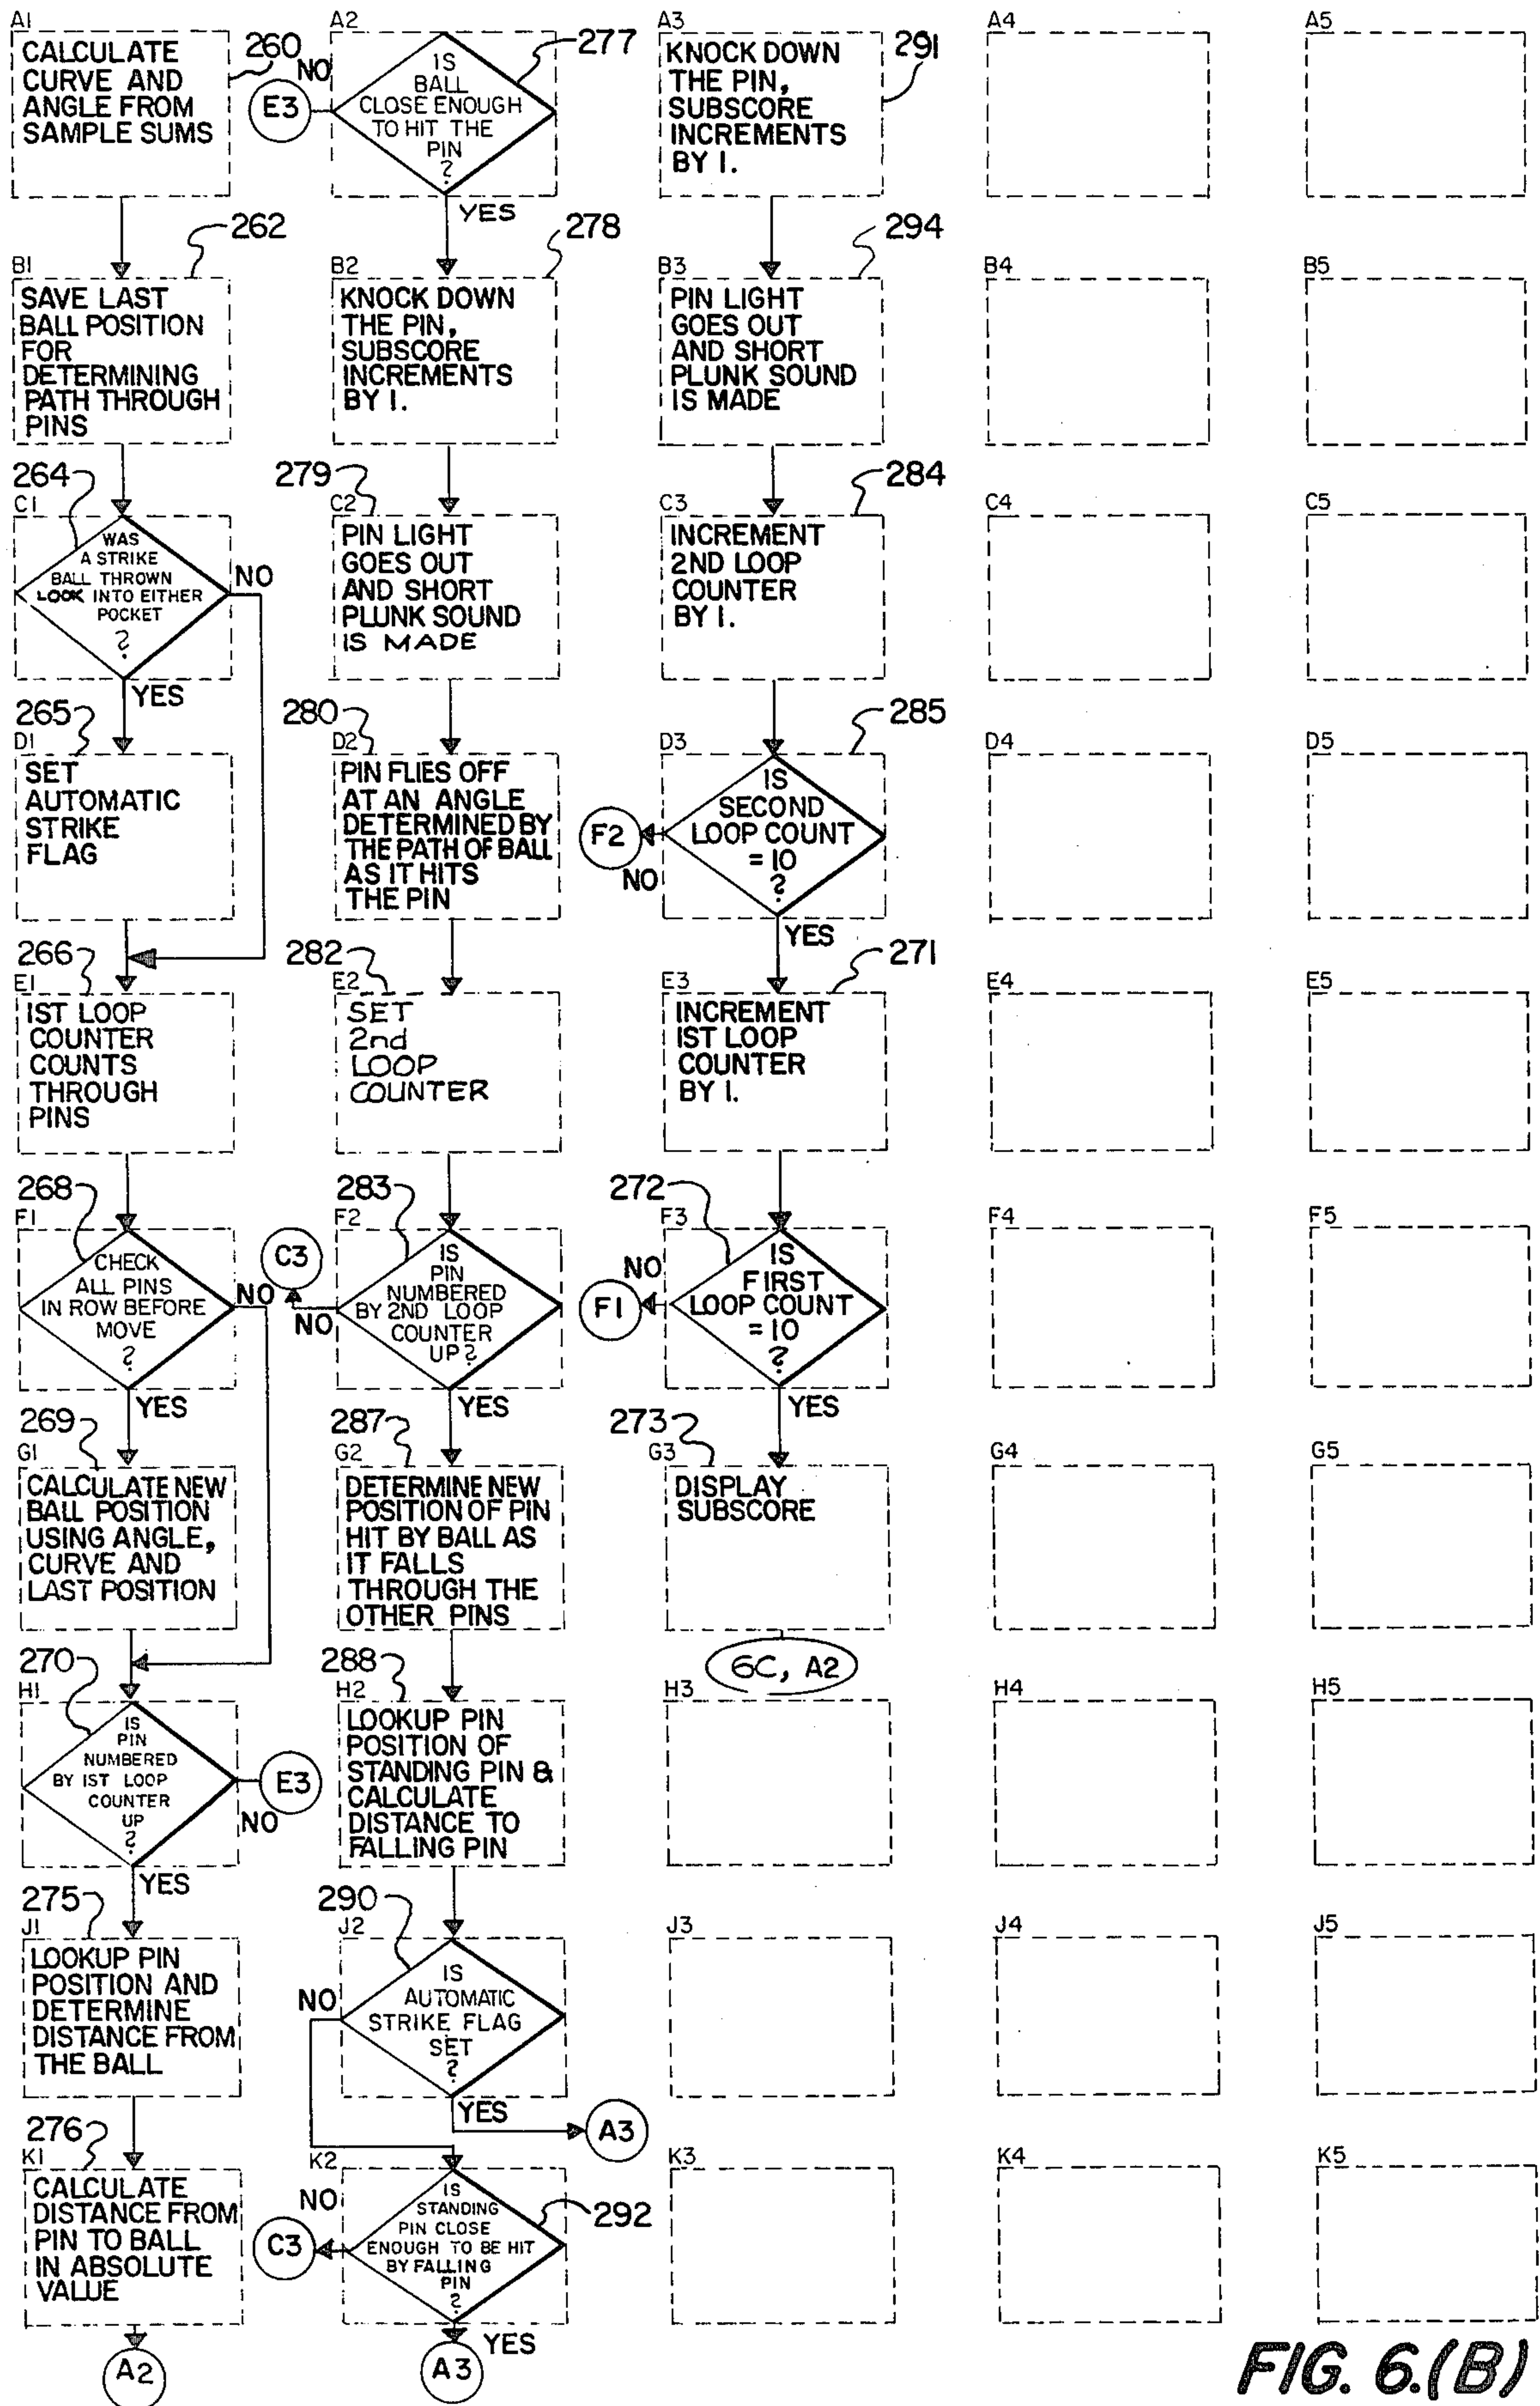 A1
CALCULATE
CURVE AND
ANGLE FROM
SAMPLE SUMS
260
B1
262
SAVE LAST
BALL POSITION
FOR
DETERMINING
PATH THROUGH
PINS
264
C1
WAS
A STRIKE
BALL THROWN
LOOK INTO EITHER
POCKET
?
NO
YES
265
D1
SET
AUTOMATIC
STRIKE
FLAG
266
E1
IST LOOP
COUNTER
COUNTS
THROUGH
PINS
268
F1
CHECK
ALL PINS
IN ROW BEFORE
MOVE
?
NO
YES
269
G1
CALCULATE NEW
BALL POSITION
USING ANGLE,
CURVE AND
LAST POSITION
270
H1
IS
PIN
NUMBERED
BY IST LOOP
COUNTER
UP
?
E3
NO
YES
275
J1
LOOKUP PIN
POSITION AND
DETERMINE
DISTANCE FROM
THE BALL
276
K1
CALCULATE
DISTANCE FROM
PIN TO BALL
IN ABSOLUTE
VALUE
A2
A2
277
NO
E3
IS
BALL
CLOSE ENOUGH
TO HIT THE
PIN
?
YES
278
B2
KNOCK DOWN
THE PIN,
SUBSCORE
INCREMENTS
BY I.
279
C2
PIN LIGHT
GOES OUT
AND SHORT
PLUNK SOUND
IS MADE
280
D2
PIN FLIES OFF
AT AN ANGLE
DETERMINED BY
THE PATH OF BALL
AS IT HITS
THE PIN
282
E2
SET
2nd
LOOP
COUNTER
283
F2
C3
IS
PIN
NUMBERED
BY 2ND LOOP
COUNTER
UP?
NO
YES
287
G2
DETERMINE NEW
POSITION OF PIN
HIT BY BALL AS
IT FALLS
THROUGH THE
OTHER PINS
288
H2
LOOKUP PIN
POSITION OF
STANDING PIN &
CALCULATE
DISTANCE TO
FALLING PIN
290
J2
IS
AUTOMATIC
STRIKE FLAG
SET
?
NO
YES
A3
K2
292
NO
C3
IS
STANDING
PIN CLOSE
ENOUGH TO BE HIT
BY FALLING
PIN
?
YES
A3
A3
291
KNOCK DOWN
THE PIN,
SUBSCORE
INCREMENTS
BY I.
294
B3
PIN LIGHT
GOES OUT
AND SHORT
PLUNK SOUND
IS MADE
284
C3
INCREMENT
2ND LOOP
COUNTER
BY I.
285
D3
IS
SECOND
LOOP COUNT
= 10
?
F2
NO
YES
271
E3
INCREMENT
IST LOOP
COUNTER
BY I.
272
F3
IS
FIRST
LOOP COUNT
= 10
?
NO
F1
YES
273
G3
DISPLAY
SUBSCORE
6C, A2
H3
J3
K3
A4
B4
C4
D4
E4
F4
G4
H4
J4
K4
A5
B5
C5
D5
E5
F5
G5
H5
J5
K5
FIG. 6.(B)